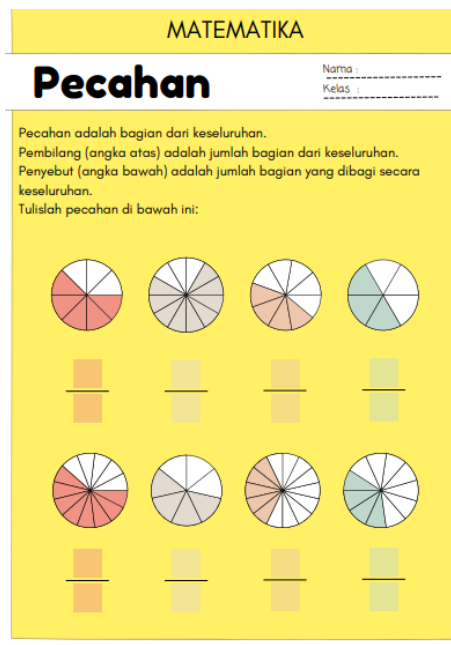 MATEMATIKA
Pecahan
Nama :
Kelas :
Pecahan adalah bagian dari keseluruhan.
Pembilang (angka atas) adalah jumlah bagian dari keseluruhan.
Penyebut (angka bawah) adalah jumlah bagian yang dibagi secara
keseluruhan.
Tulislah pecahan di bawah ini: